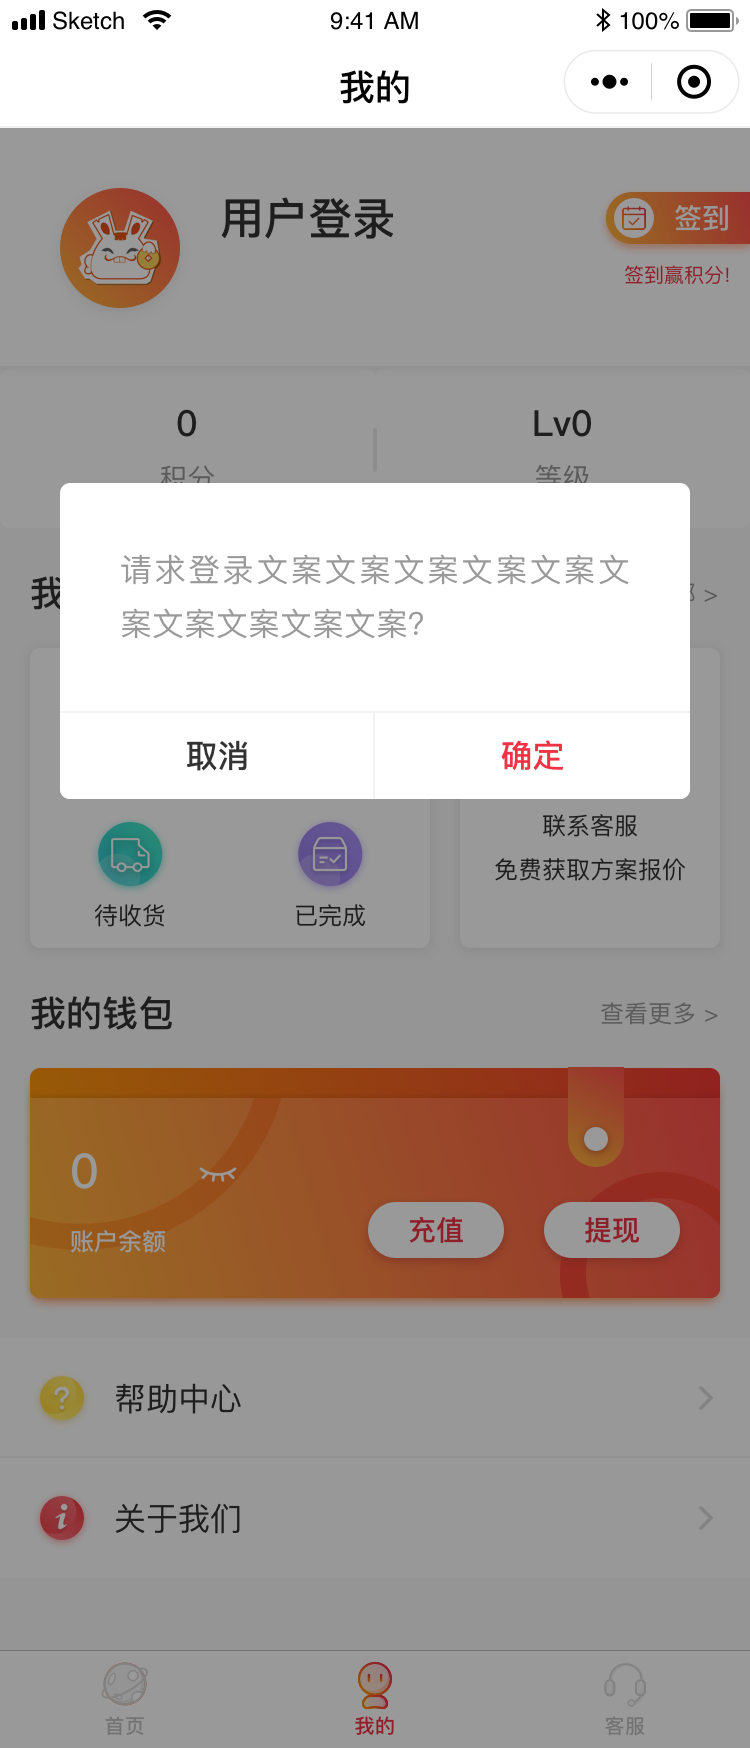 Sketch 9:41 AM 100%
我的
用户登录
签到
签到赢积分!
0 Lv0
积分 等级
请求登录文案文案文案文案文案文
案文案文案文案文案?
我 >
取消 确定
联系客服
免费获取方案报价
待收货 已完成
我的钱包 查看更多 >
0
账户余额
充值 提现
? 帮助中心
i 关于我们
首页 我的 客服